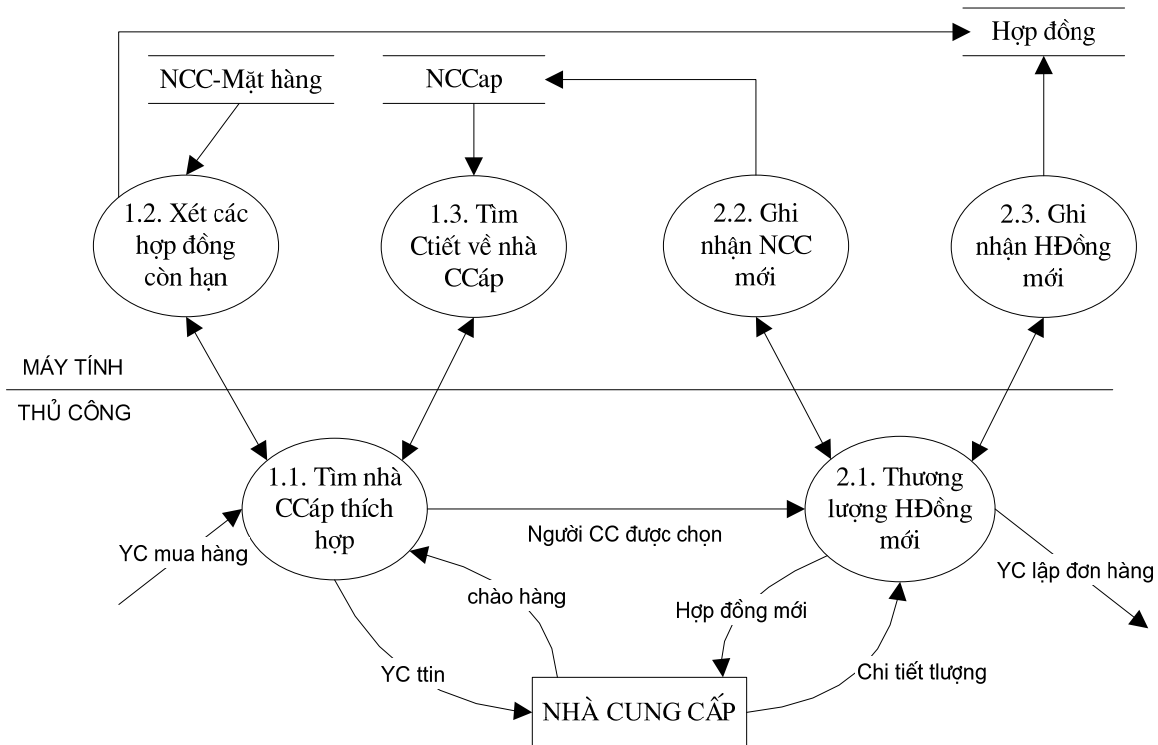 Hợp đồng
NCC-Mặt hàng
NCCap
1.2. Xét các
hợp đồng
còn hạn
1.3. Tìm
Ctiết về nhà
CCáp
2.2. Ghi
nhận NCC
mới
2.3. Ghi
nhận HĐồng
mới
MÁY TÍNH
THỦ CÔNG
1.1. Tìm nhà
CCáp thích
hợp
2.1. Thương
lượng HĐồng
mới
YC mua hàng
Người CC được chọn
YC lập đơn hàng
chào hàng
Hợp đồng mới
YC ttin
Chi tiết tlượng
NHÀ CUNG CẤP